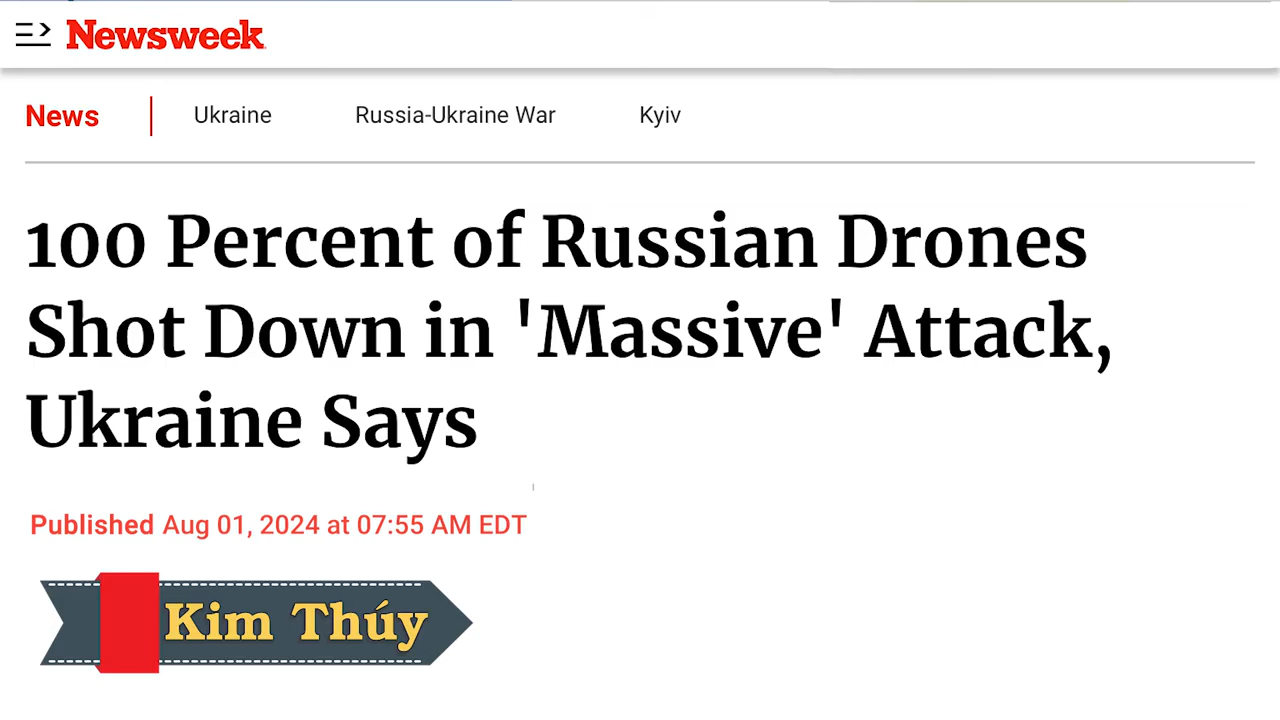 Newsweek
News Ukraine Russia-Ukraine War Kyiv
100 Percent of Russian Drones
Shot Down in 'Massive' Attack,
Ukraine Says
Published Aug 01, 2024 at 07:55 AM EDT
Kim Thúy